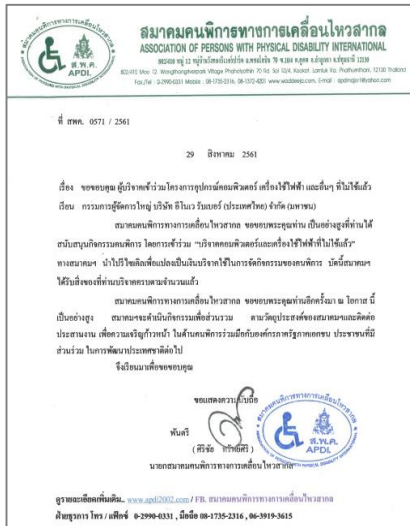 สมาคมคนพิการทางการเคลื่อนไหวสากล
ASSOCIATION OF PERSONS WITH PHYSICAL DISABILITY INTERNATIONAL
ส.พ.ค.
APDI.
ที่ สพคส. 0571 / 2561
29 สิงหาคม 2561
เรื่อง ขอขอบคุณ ผู้บริจาคเข้าร่วมโครงการอุปกรณ์คอมพิวเตอร์ เครื่องใช้ไฟฟ้า และอื่นๆ ที่ไม่ใช้แล้ว
เรียน กรรมการผู้จัดการใหญ่ บริษัท อีโนเว รับเบอร์ (ประเทศไทย) จำกัด (มหาชน)
สมาคมคนพิการทางการเคลื่อนไหวสากล ขอขอบพระคุณท่าน เป็นอย่างสูงที่ท่านได้
สนับสนุนกิจกรรมคนพิการ โดยการเข้าร่วม “บริจาคคอมพิวเตอร์และเครื่องใช้ไฟฟ้าที่ไม่ใช้แล้ว”
ทางสมาคมฯ นำไปรีไซเคิลเพื่อแปลงเป็นเงินบริจาคใช้ในการจัดกิจกรรมของคนพิการ บัดนี้สมาคมฯ
ได้รับสิ่งของที่ท่านบริจาคครบตามจำนวนแล้ว
สมาคมคนพิการทางการเคลื่อนไหวสากล ขอขอบพระคุณท่านอีกครั้งมา ณ โอกาส นี้
เป็นอย่างสูง สมาคมฯจะดำเนินกิจกรรมเพื่อส่วนรวม ตามวัตถุประสงค์ของสมาคมฯและติดต่อ
ประสานงาน เพื่อความเจริญก้าวหน้า ในด้านคนพิการร่วมมือกับองค์กรภาครัฐภาคเอกชน ประชาชนที่มี
ส่วนร่วม ในการพัฒนาประเทศชาติต่อไป
จึงเรียนมาเพื่อขอขอบคุณ
ขอแสดงความนับถือ
พันตรี
( ศิริชัย ทรัพย์ศิริ )
นายกสมาคมคนพิการทางการเคลื่อนไหวสากล
ส.พ.ค.
APDI.
ดูรายละเอียดเพิ่มเติม.. www.apdi2002.com / FB. สมาคมคนพิการทางการเคลื่อนไหวสากล
ฝ่ายธุรการ โทร / แฟ็กซ์ 0-2990-0331 , มือถือ 08-1735-2316 , 06-3919-3615